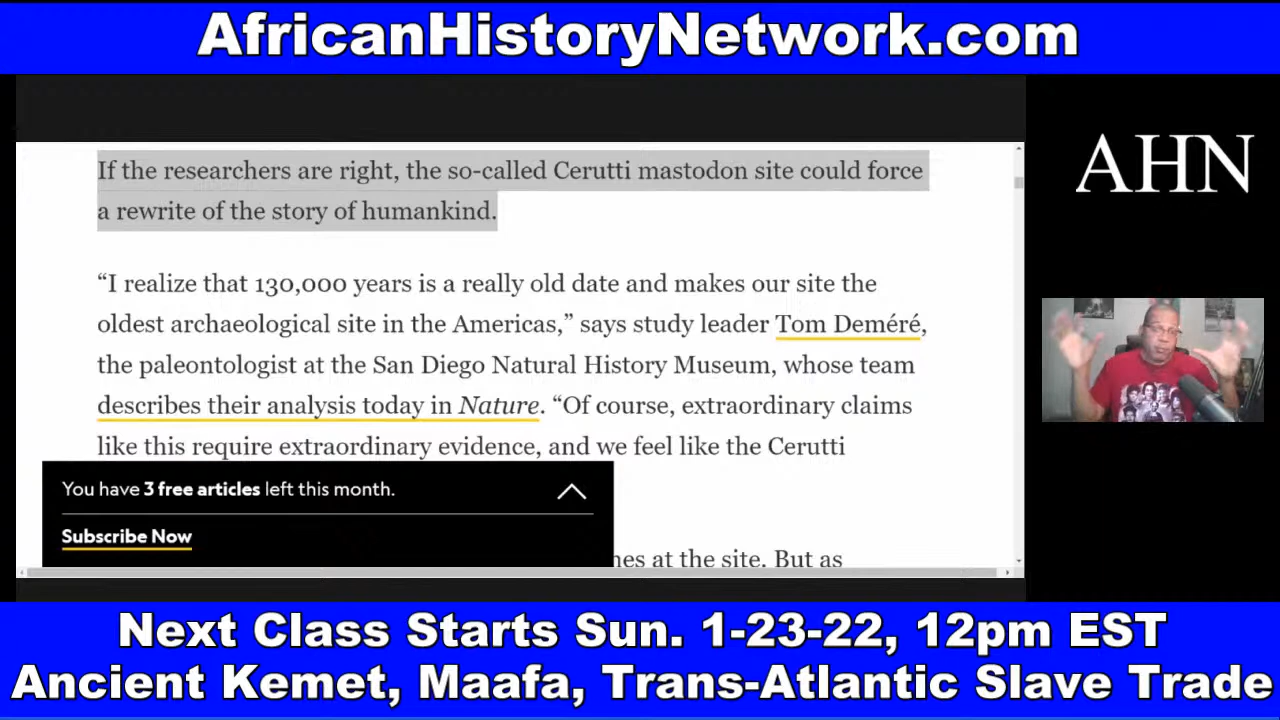 AfricanHistoryNetwork.com
If the researchers are right, the so-called Cerutti mastodon site could force
a rewrite of the story of humankind.
AHN
“I realize that 130,000 years is a really old date and makes our site the
oldest archaeological site in the Americas,” says study leader Tom Deméré,
the paleontologist at the San Diego Natural History Museum, whose team
describes their analysis today in Nature. “Of course, extraordinary claims
like this require extraordinary evidence, and we feel like the Cerutti
You have 3 free articles left this month.
Subscribe Now
at the site. But as
Next Class Starts Sun. 1-23-22, 12pm EST
Ancient Kemet, Maafa, Trans-Atlantic Slave Trade